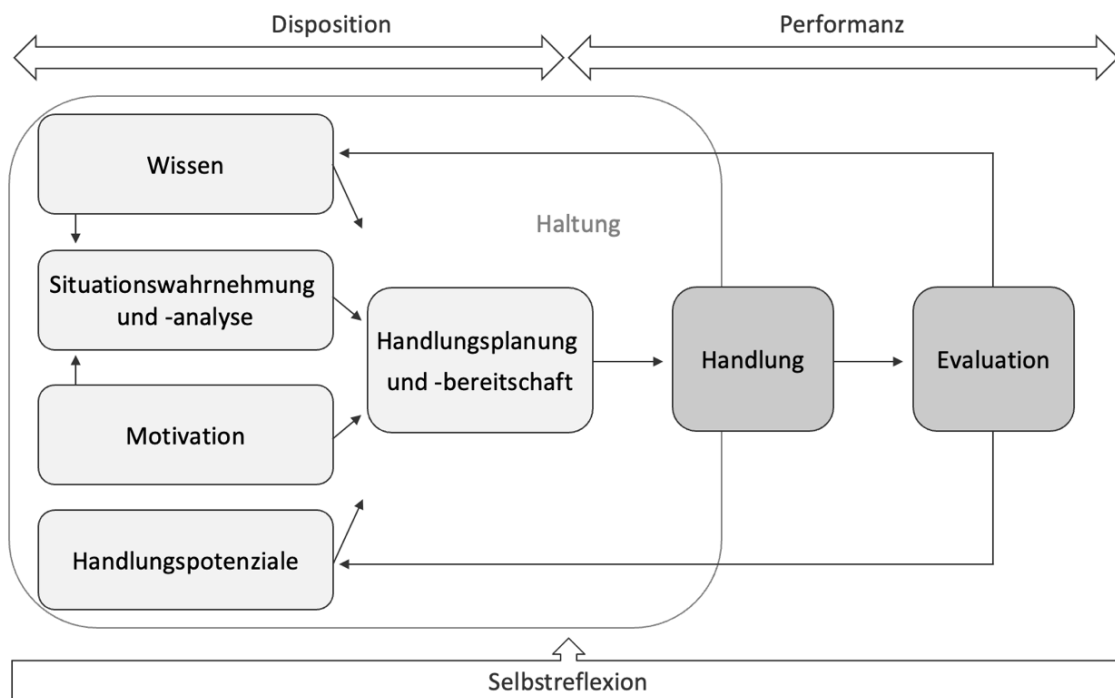 Disposition
Performanz
Wissen
Haltung
Situationswahrnehmung
und -analyse
Handlungsplanung
und -bereitschaft
Handlung
Evaluation
Motivation
Handlungspotenziale
Selbstreflexion